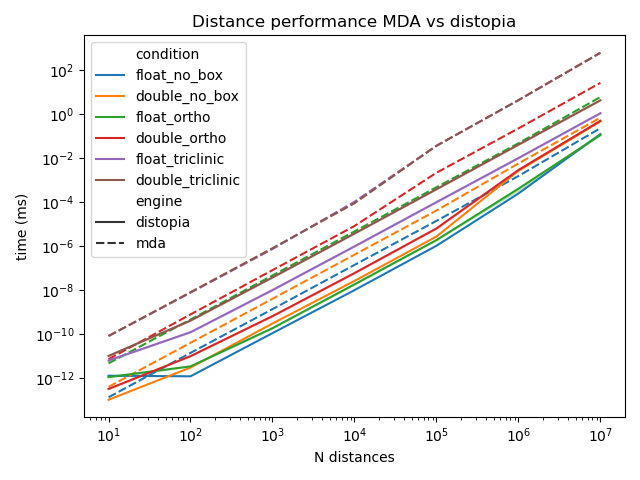 Distance performance MDA vs distopia
condition
float_no_box
double_no_box
float_ortho
double_ortho
float_triclinic
double_triclinic
engine
distopia
mda
time (ms)
10²
10⁰
10⁻²
10⁻⁴
10⁻⁶
10⁻⁸
10⁻¹⁰
10⁻¹²
10¹ 10² 10³ 10⁴ 10⁵ 10⁶ 10⁷
N distances